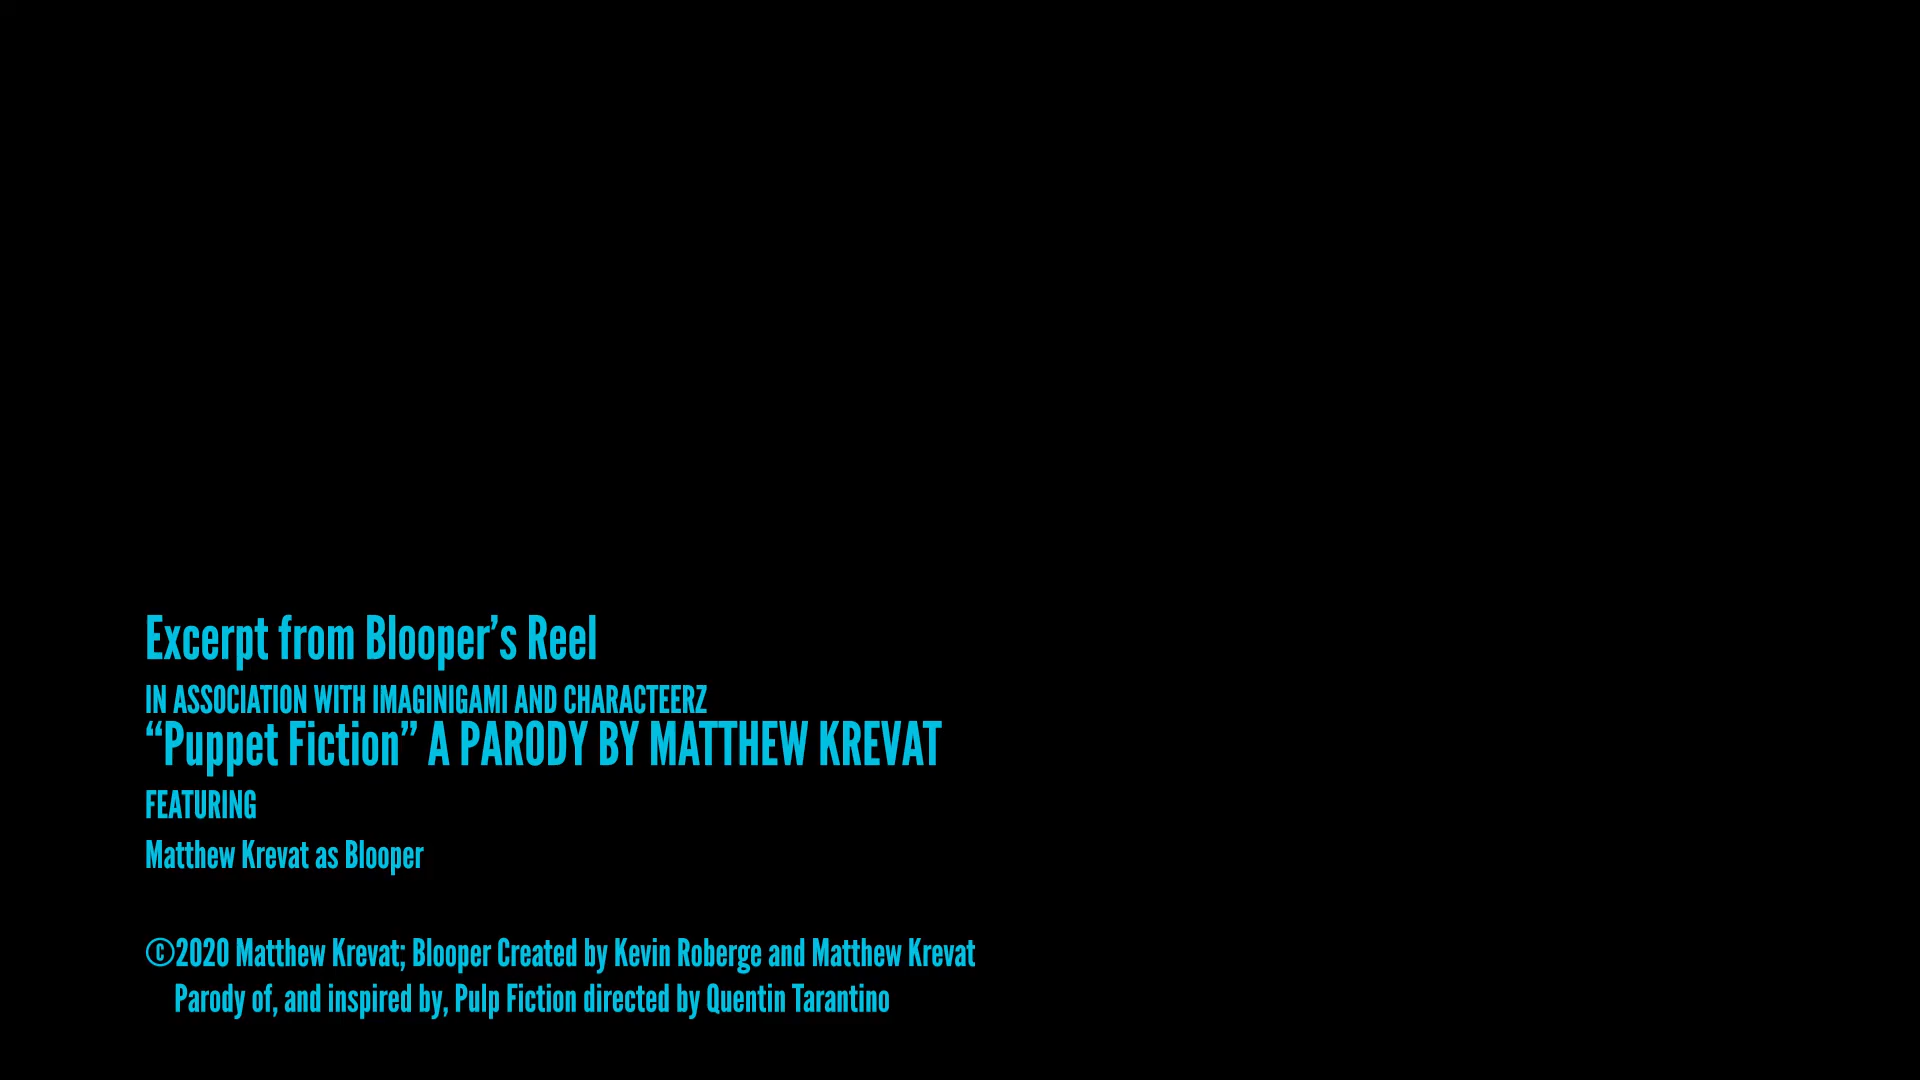 Excerpt from Blooper’s Reel
IN ASSOCIATION WITH IMAGINIGAMI AND CHARACTEERZ
“Puppet Fiction” A PARODY BY MATTHEW KREVAT
FEATURING
Matthew Krevat as Blooper
©2020 Matthew Krevat; Blooper Created by Kevin Roberge and Matthew Krevat
Parody of, and inspired by, Pulp Fiction directed by Quentin Tarantino